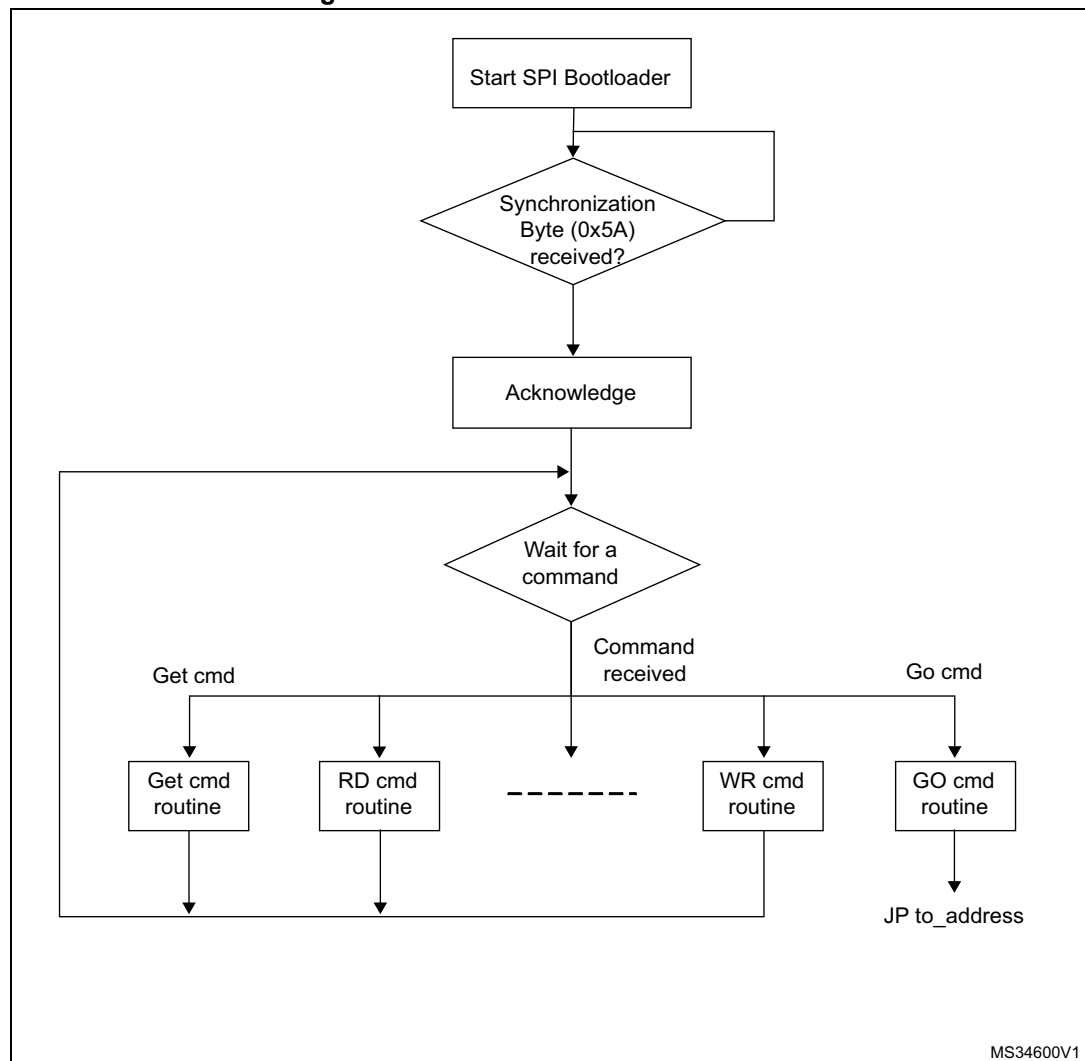 Start SPI Bootloader
Synchronization
Byte (0x5A)
received?
Acknowledge
Wait for a
command
Command
received
Get cmd
Go cmd
Get cmd
routine
RD cmd
routine
WR cmd
routine
GO cmd
routine
JP to_address
MS34600V1